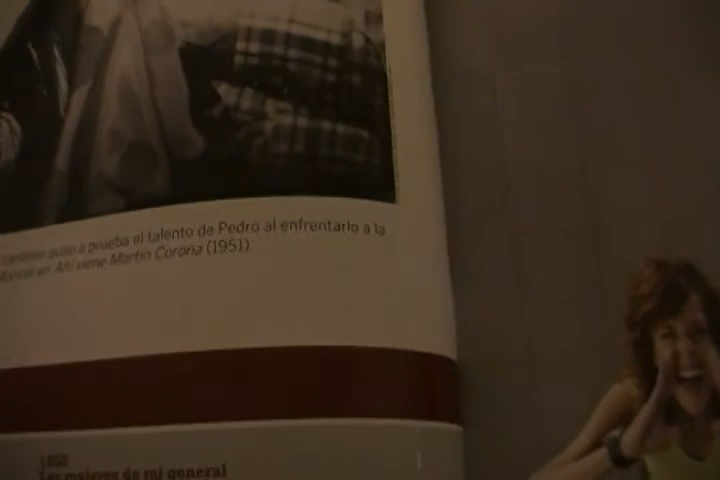 también puso a prueba el talento de Pedro al enfrentarlo a la
en Ahí viene Martín Corona (1951).
Las mujeres de mi general